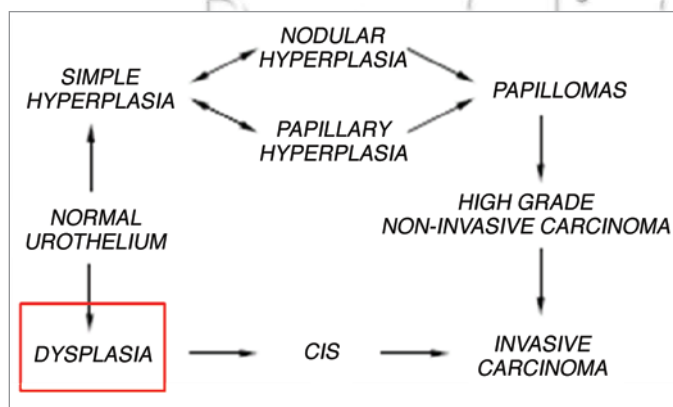 NODULAR
HYPERPLASIA
SIMPLE
HYPERPLASIA
PAPILLOMAS
PAPILLARY
HYPERPLASIA
NORMAL
UROTHELIUM
HIGH GRADE
NON-INVASIVE CARCINOMA
DYSPLASIA
CIS
INVASIVE
CARCINOMA